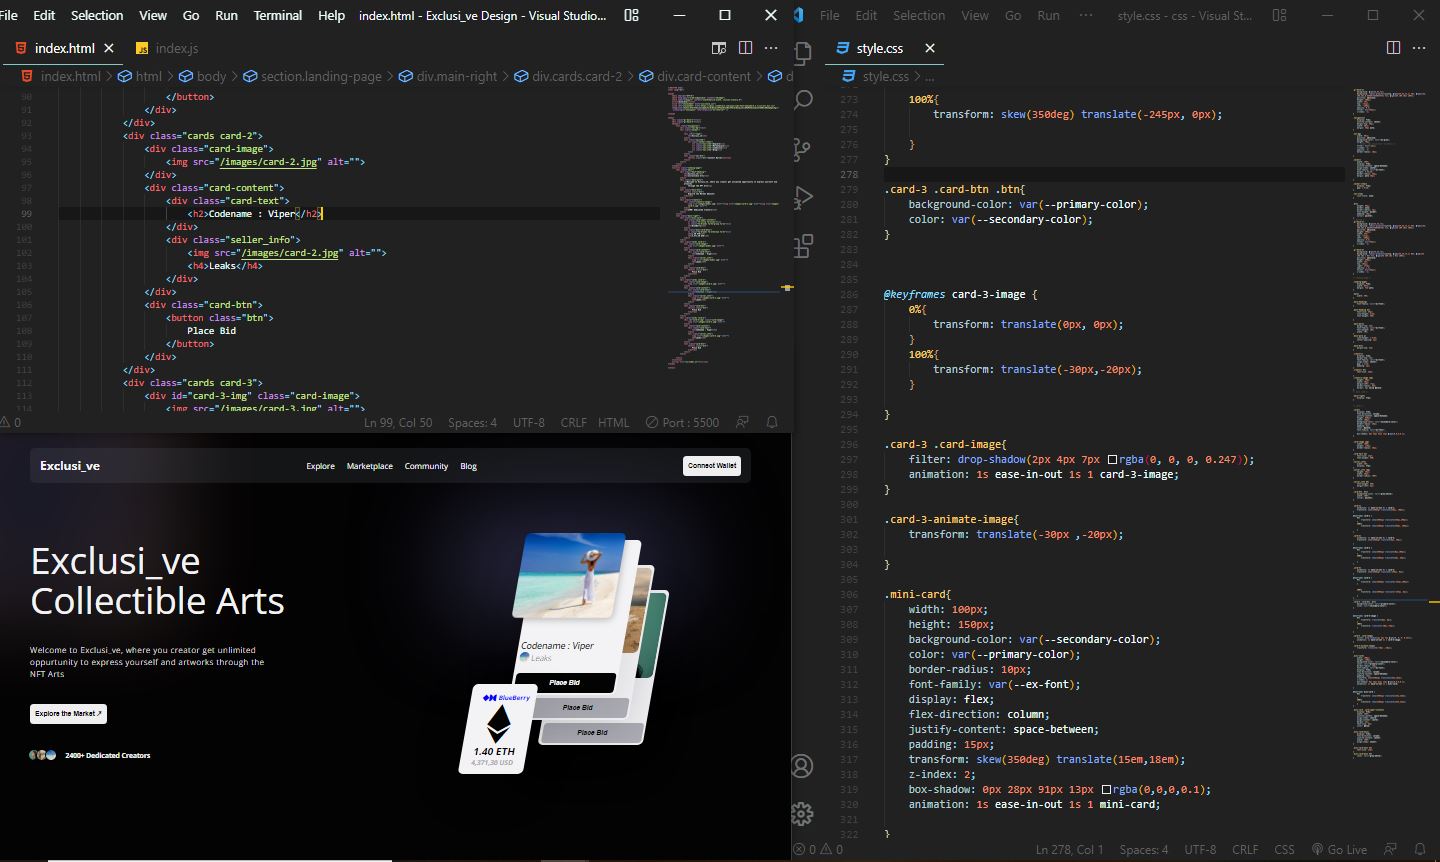 File Edit Selection View Go Run Terminal Help index.html - Exclusi_ve Design - Visual Studio...
index.html index.js
index.html > html > body > section.landing-page > div.main-right > div.cards.card-2 > div.card-content > d
90 </button>
91 </div>
92 </div>
93 <div class="cards card-2">
94 <div class="card-image">
95 <img src="/images/card-2.jpg" alt="">
96 </div>
97 <div class="card-content">
98 <div class="card-text">
99 <h2>Codename : Viper</h2>
100 </div>
101 <div class="seller_info">
102 <img src="/images/card-2.jpg" alt="">
103 <h4>Leaks</h4>
104 </div>
105 </div>
106 <div class="card-btn">
107 <button class="btn">
108 Place Bid
109 </button>
110 </div>
111 </div>
112 <div class="cards card-3">
113 <div id="card-3-img" class="card-image">
114 <img src="/images/card-3.jpg" alt="">
0 Ln 99, Col 50 Spaces: 4 UTF-8 CRLF HTML Port : 5500
Exclusi_ve Explore Marketplace Community Blog Connect Wallet
Exclusi_ve
Collectible Arts
Welcome to Exclusi_ve, where you creator get unlimited
oppurtunity to express yourself and artworks through the
NFT Arts
Explore the Market ↗
2400+ Dedicated Creators
Codename : Viper
Leaks
Place Bid
Place Bid
Place Bid
BlueBerry
1.40 ETH
4,371,30 USD
File Edit Selection View Go Run ··· style.css - css - Visual St...
style.css
style.css > ...
273 100%{
274 transform: skew(350deg) translate(-245px, 0px);
275
276 }
277 }
278
279 .card-3 .card-btn .btn{
280 background-color: var(--primary-color);
281 color: var(--secondary-color);
282 }
283
284
285
286 @keyframes card-3-image {
287 0%{
288 transform: translate(0px, 0px);
289 }
290 100%{
291 transform: translate(-30px,-20px);
292 }
293
294 }
295
296 .card-3 .card-image{
297 filter: drop-shadow(2px 4px 7px rgba(0, 0, 0, 0.247));
298 animation: 1s ease-in-out 1s 1 card-3-image;
299 }
300
301 .card-3-animate-image{
302 transform: translate(-30px ,-20px);
303
304 }
305
306 .mini-card{
307 width: 100px;
308 height: 150px;
309 background-color: var(--secondary-color);
310 color: var(--primary-color);
311 border-radius: 10px;
312 font-family: var(--ex-font);
313 display: flex;
314 flex-direction: column;
315 justify-content: space-between;
316 padding: 15px;
317 transform: skew(350deg) translate(15em,18em);
318 z-index: 2;
319 box-shadow: 0px 28px 91px 13px rgba(0,0,0,0.1);
320 animation: 1s ease-in-out 1s 1 mini-card;
321
322 }
0 0 Ln 278, Col 1 Spaces: 4 UTF-8 CRLF CSS Go Live